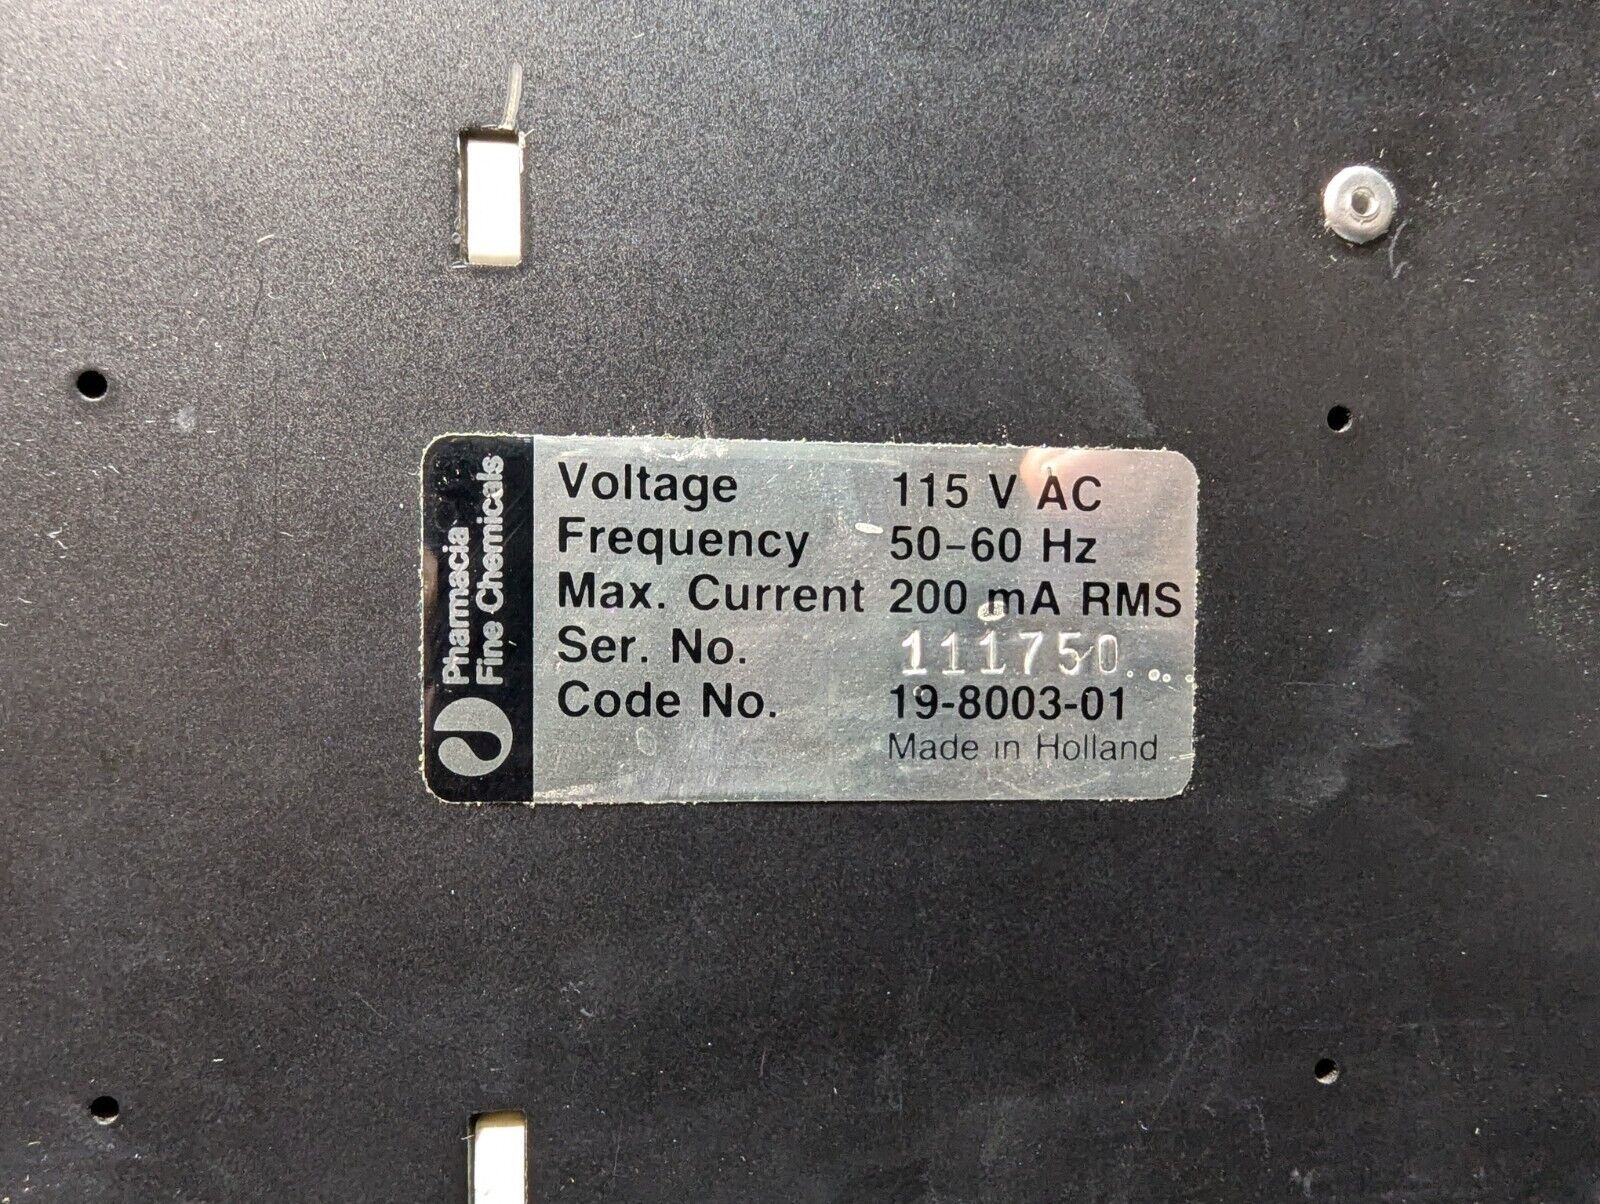 Pharmacia
Fine Chemicals
Voltage 115 V AC
Frequency 50-60 Hz
Max. Current 200 mA RMS
Ser. No. 111750
Code No. 19-8003-01
Made in Holland